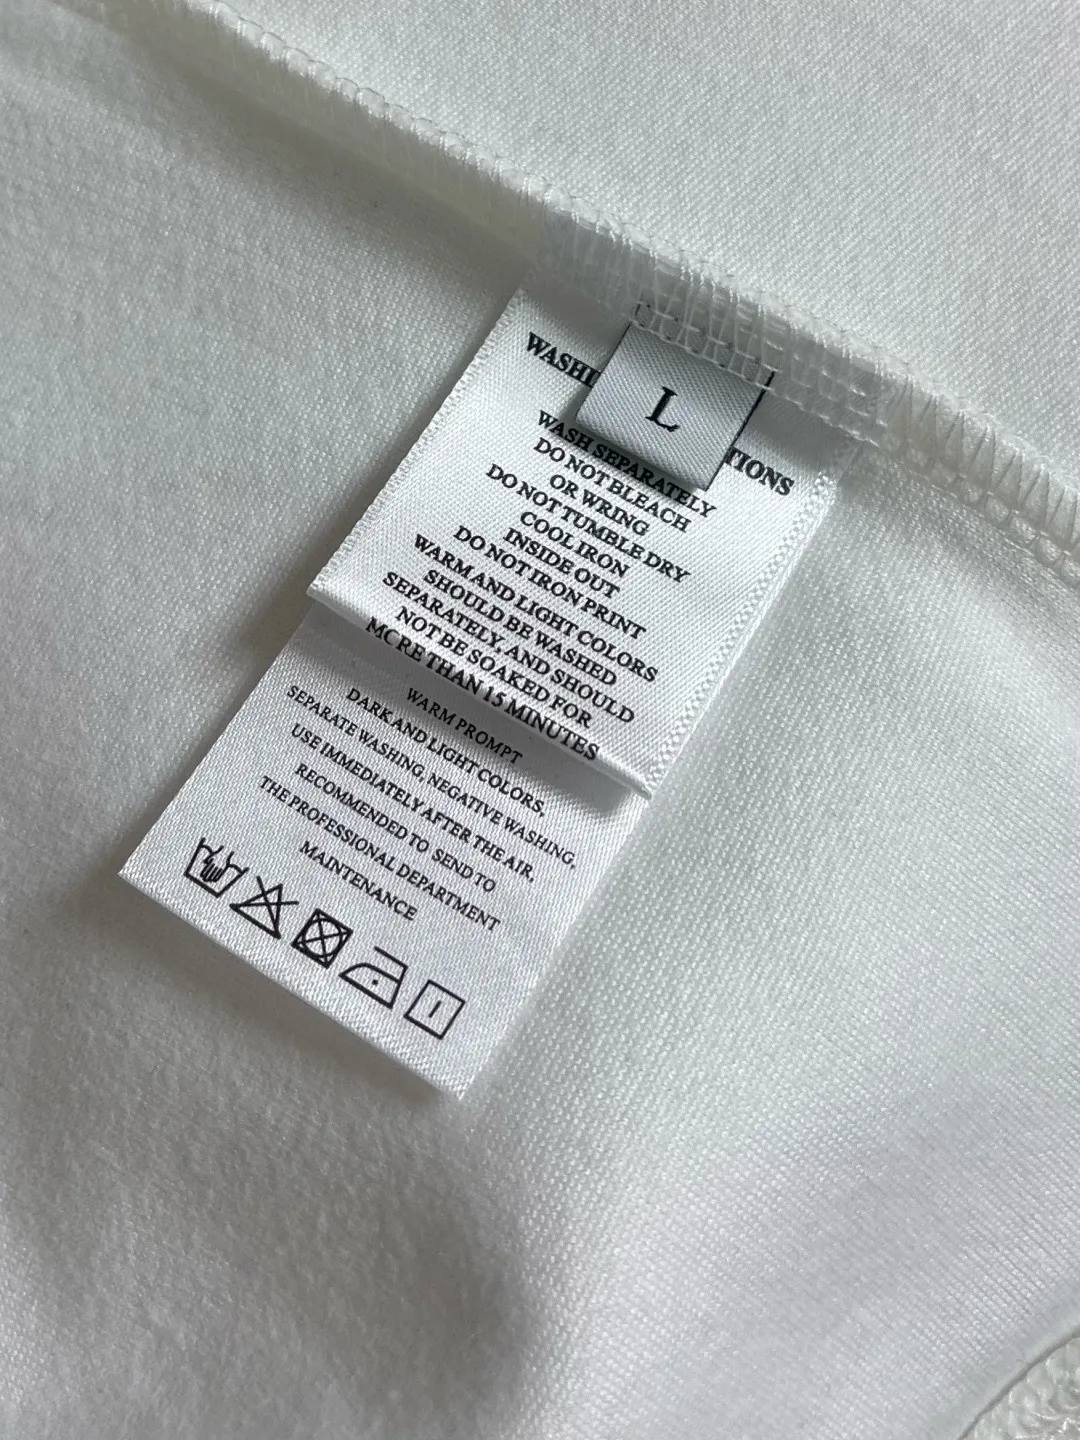 L
WASHI TIONS
WASH SEPARATELY
DO NOT BLEACH
OR WRING
DO NOT TUMBLE DRY
COOL IRON
INSIDE OUT
DO NOT IRON PRINT
WARM AND LIGHT COLORS
SHOULD BE WASHED
SEPARATELY, AND SHOULD
NOT BE SOAKED FOR
MORE THAN 15 MINUTES
WARM PROMPT
DARK AND LIGHT COLORS,
SEPARATE WASHING, NEGATIVE WASHING,
USE IMMEDIATELY AFTER THE AIR,
RECOMMENDED TO SEND TO
THE PROFESSIONAL DEPARTMENT
MAINTENANCE